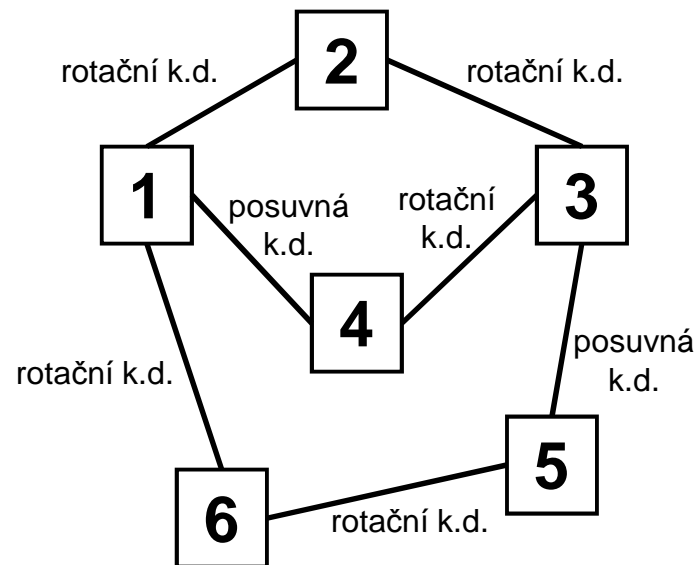 2
rotační k.d.
rotační k.d.
1
3
posuvná
k.d.
rotační
k.d.
4
posuvná
k.d.
rotační k.d.
5
6
rotační k.d.